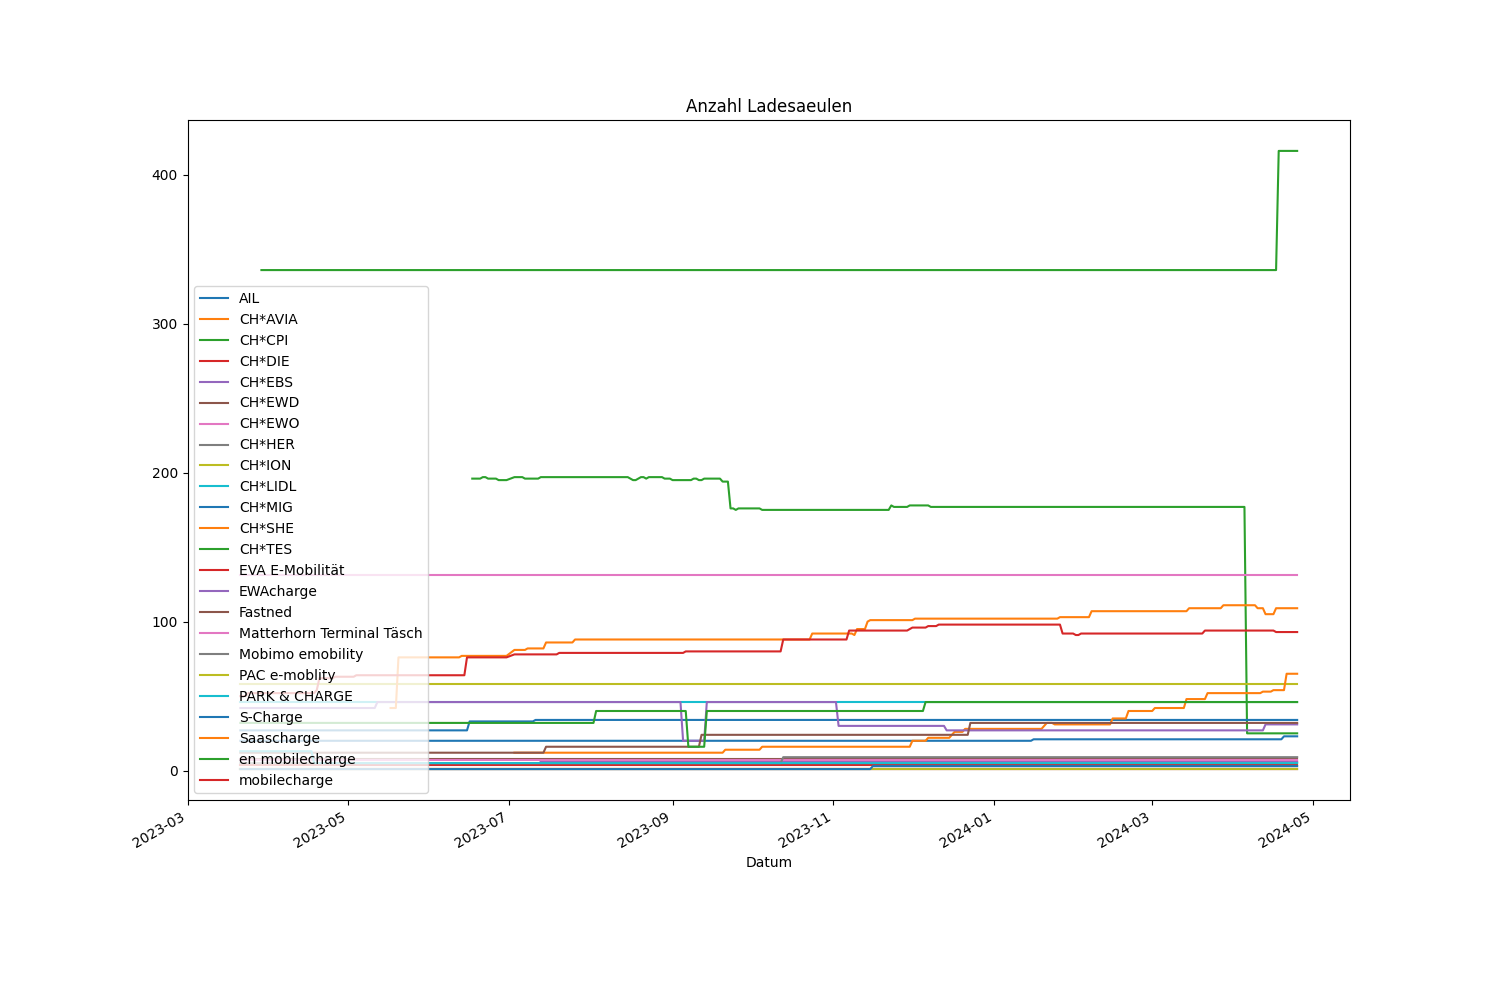 Anzahl Ladesaeulen
400
300
200
100
0
AIL
CH*AVIA
CH*CPI
CH*DIE
CH*EBS
CH*EWD
CH*EWO
CH*HER
CH*ION
CH*LIDL
CH*MIG
CH*SHE
CH*TES
EVA E-Mobilität
EWAcharge
Fastned
Matterhorn Terminal Täsch
Mobimo emobility
PAC e-moblity
PARK & CHARGE
S-Charge
Saascharge
en mobilecharge
mobilecharge
2023-03
2023-05
2023-07
2023-09
2023-11
2024-01
2024-03
2024-05
Datum